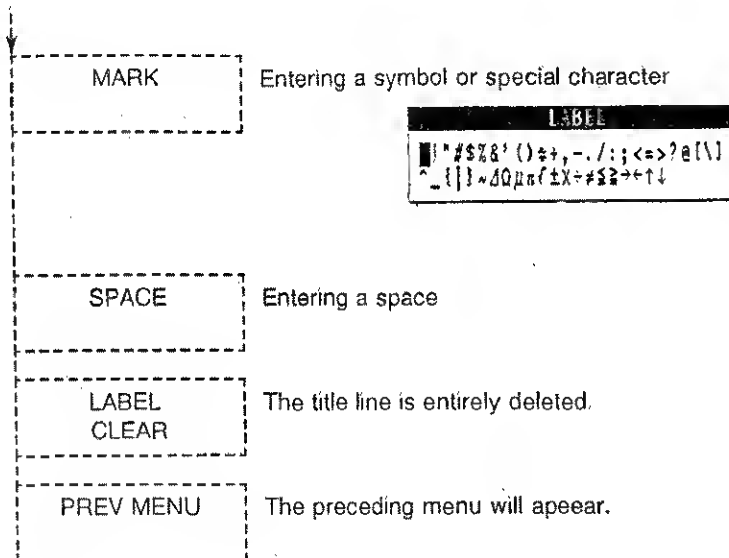 MARK Entering a symbol or special character
LABEL
!"#$%&'()*+,-./:;<=>?@[\]
^_{|}~ΔΩμπ∫±X÷≠≦≧→←↑↓
SPACE Entering a space
LABEL The title line is entirely deleted.
CLEAR
PREV MENU The preceding menu will apeear.